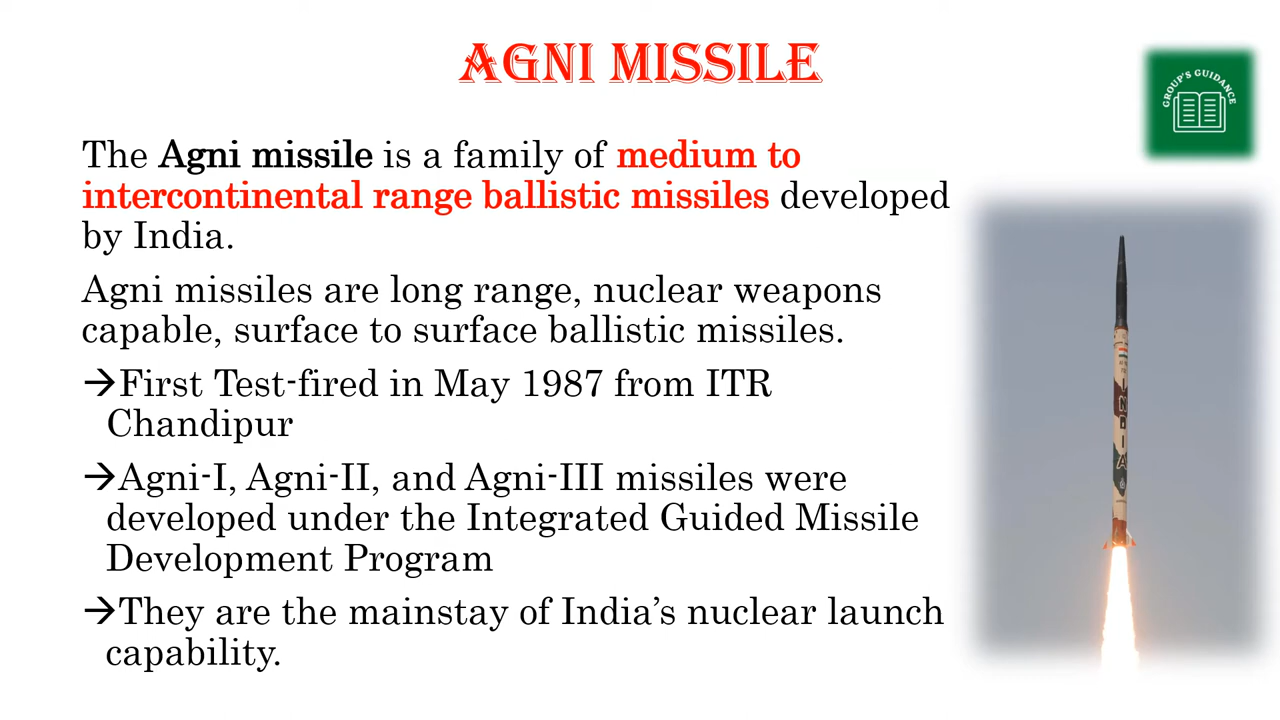 AGNI MISSILE
GROUP'S GUIDANCE
The Agni missile is a family of medium to
intercontinental range ballistic missiles developed
by India.
Agni missiles are long range, nuclear weapons
capable, surface to surface ballistic missiles.
→First Test-fired in May 1987 from ITR
Chandipur
→Agni-I, Agni-II, and Agni-III missiles were
developed under the Integrated Guided Missile
Development Program
→They are the mainstay of India’s nuclear launch
capability.
INDIA